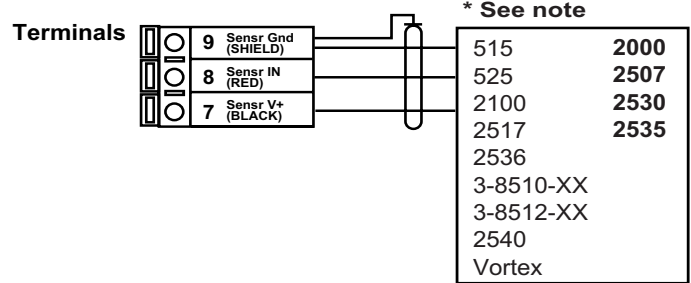 * See note
Terminals
9 Sensr Gnd
(SHIELD)
8 Sensr IN
(RED)
7 Sensr V+
(BLACK)
515 2000
525 2507
2100 2530
2517 2535
2536
3-8510-XX
3-8512-XX
2540
Vortex